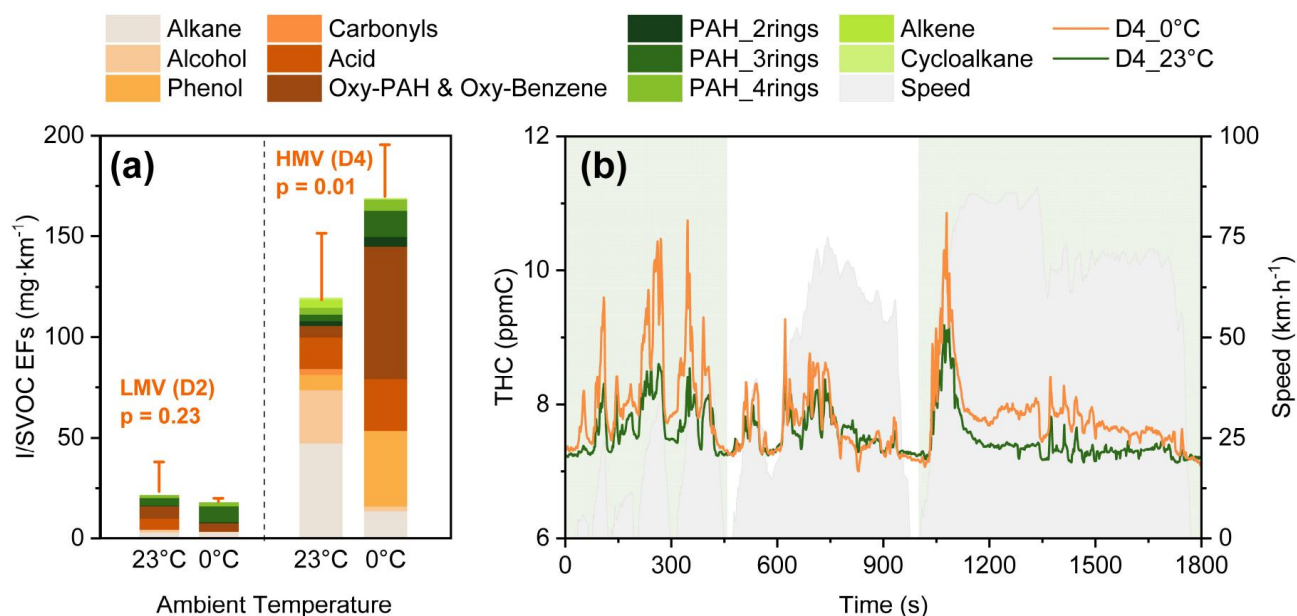 Alkane
Alcohol
Phenol
Carbonyls
Acid
Oxy-PAH & Oxy-Benzene
PAH_2rings
PAH_3rings
PAH_4rings
Alkene
Cycloalkane
Speed
D4_0°C
D4_23°C
(a)
I/SVOC EFs (mg·km⁻¹)
200
150
100
50
0
HMV (D4)
p = 0.01
LMV (D2)
p = 0.23
23°C 0°C 23°C 0°C
Ambient Temperature
(b)
THC (ppmC)
12
10
8
6
0 300 600 900 1200 1500 1800
Time (s)
100
75
50
25
0
Speed (km·h⁻¹)